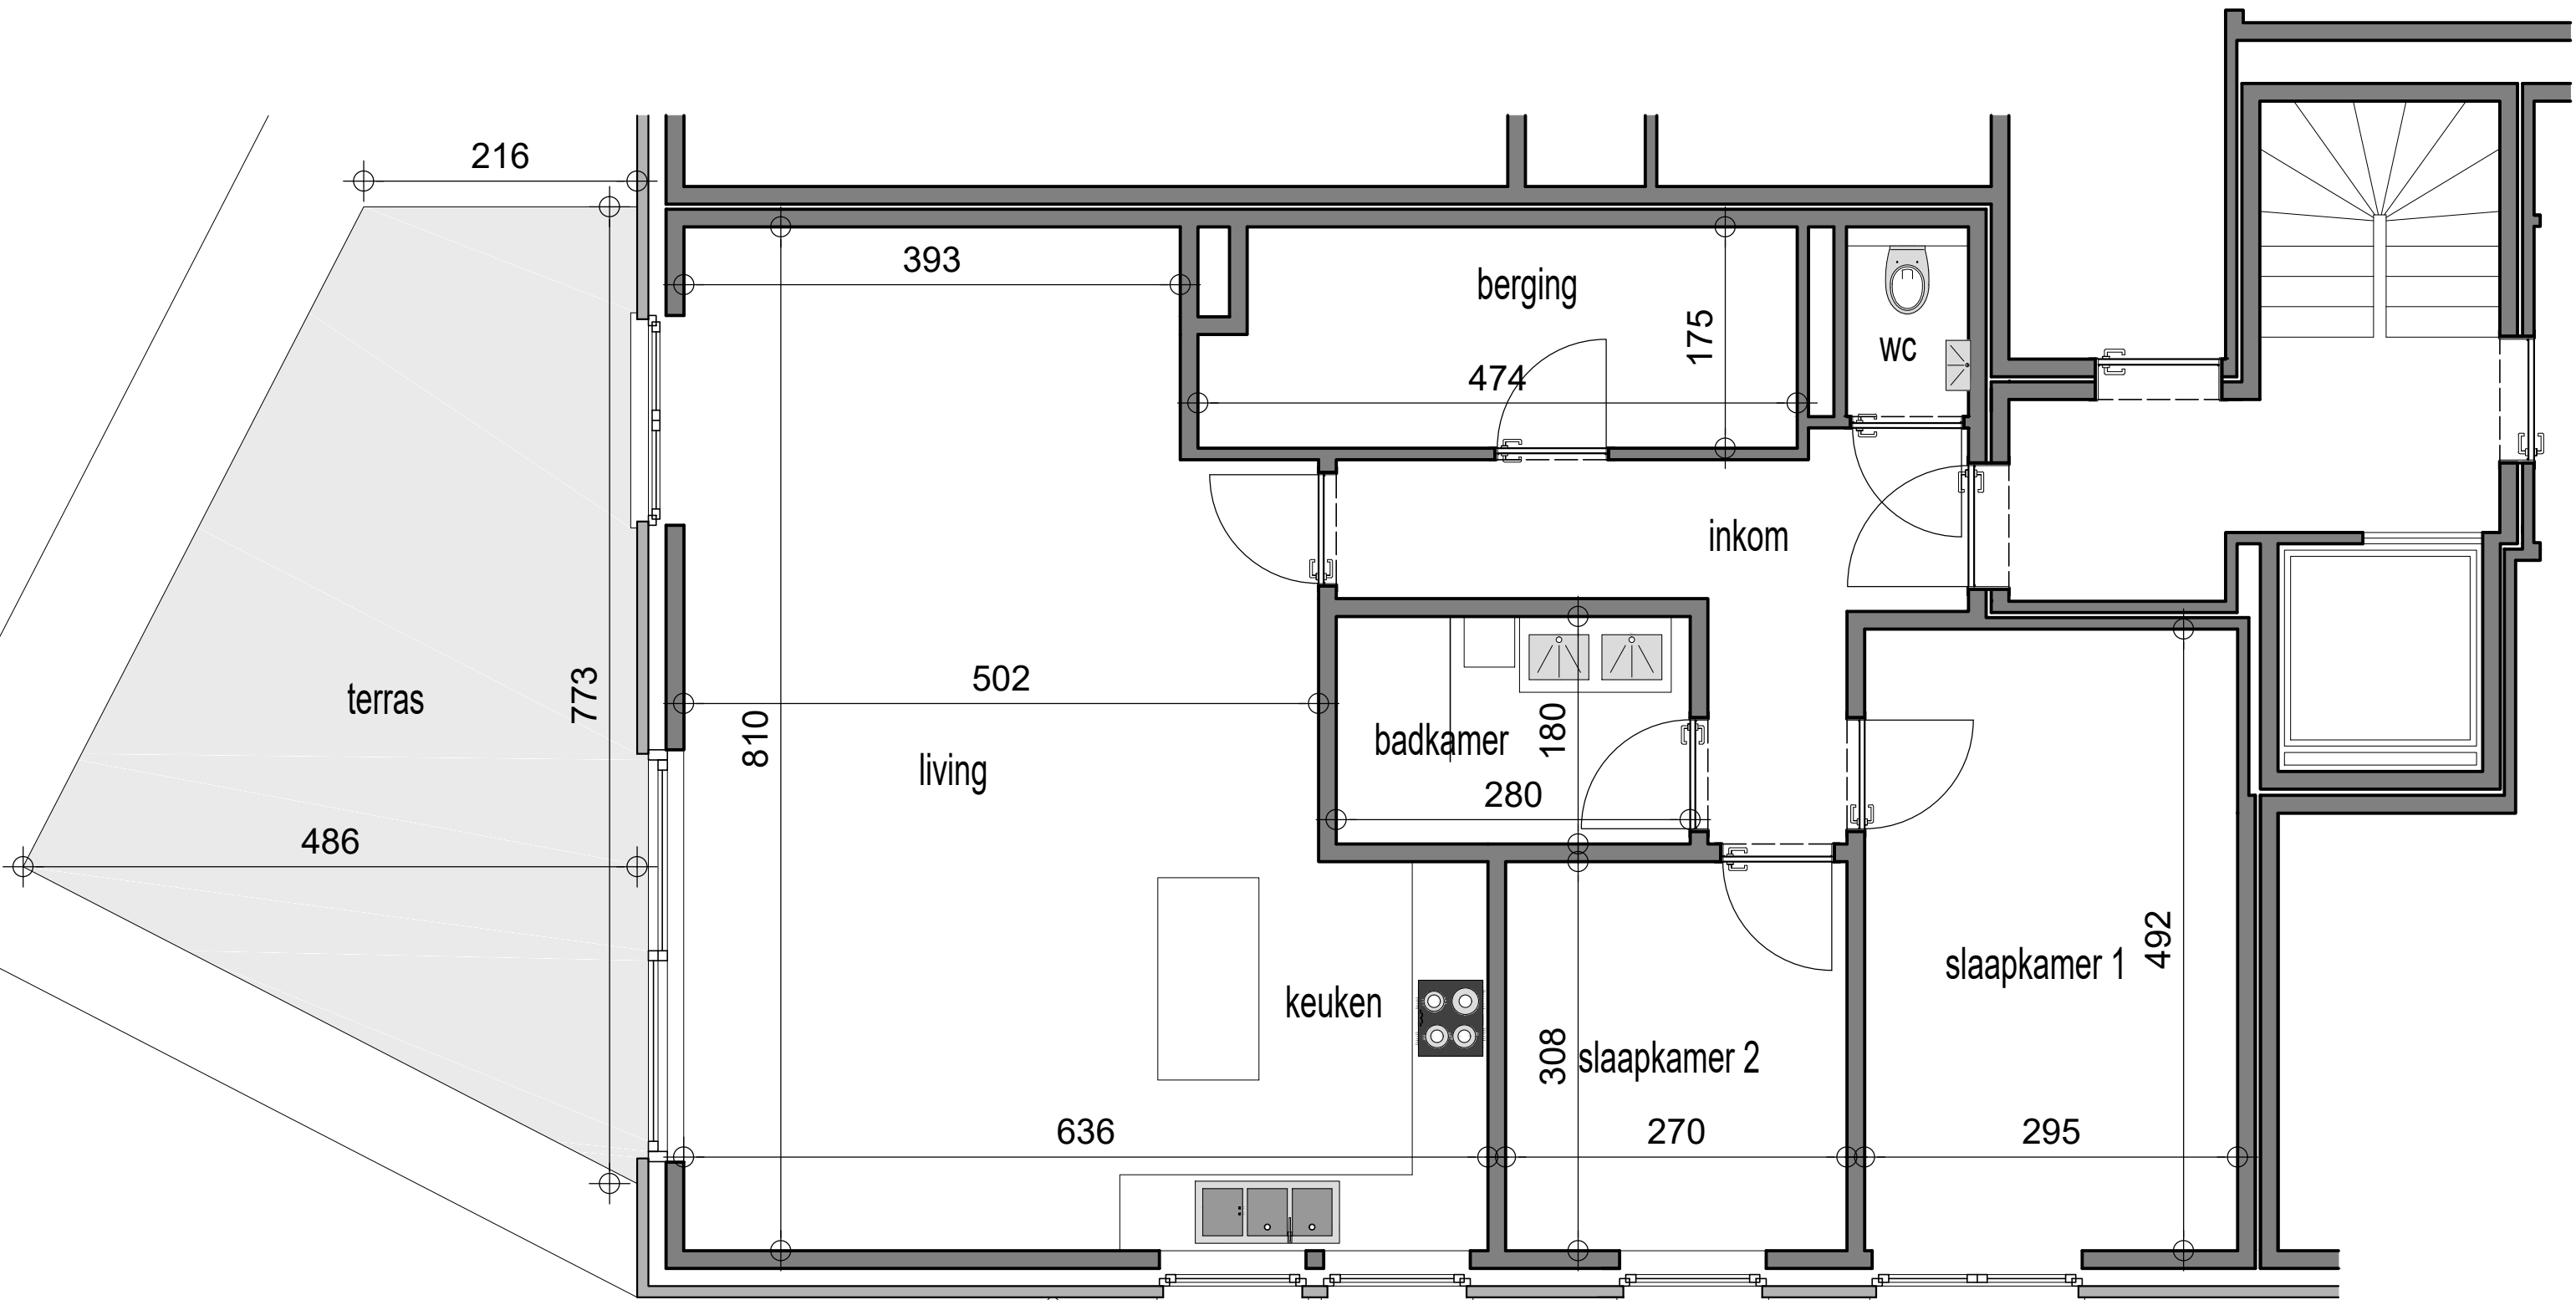 216
393
berging
175
wc
474
inkom
502
773
terras
810
living
badkamer
180
280
486
slaapkamer 1
492
keuken
308
slaapkamer 2
636
270
295